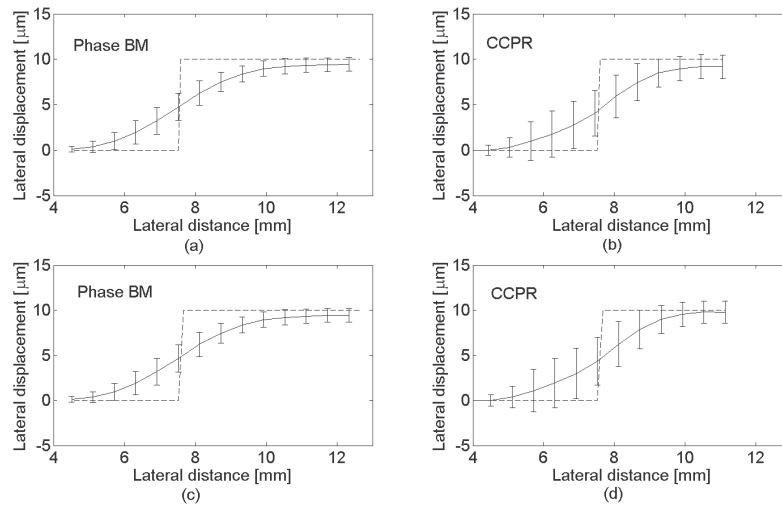 15
10
5
0
-5
Lateral displacement [µm]
Phase BM
4 6 8 10 12
Lateral distance [mm]
(a)
15
10
5
0
-5
Lateral displacement [µm]
CCPR
4 6 8 10 12
Lateral distance [mm]
(b)
15
10
5
0
-5
Lateral displacement [µm]
Phase BM
4 6 8 10 12
Lateral distance [mm]
(c)
15
10
5
0
-5
Lateral displacement [µm]
CCPR
4 6 8 10 12
Lateral distance [mm]
(d)